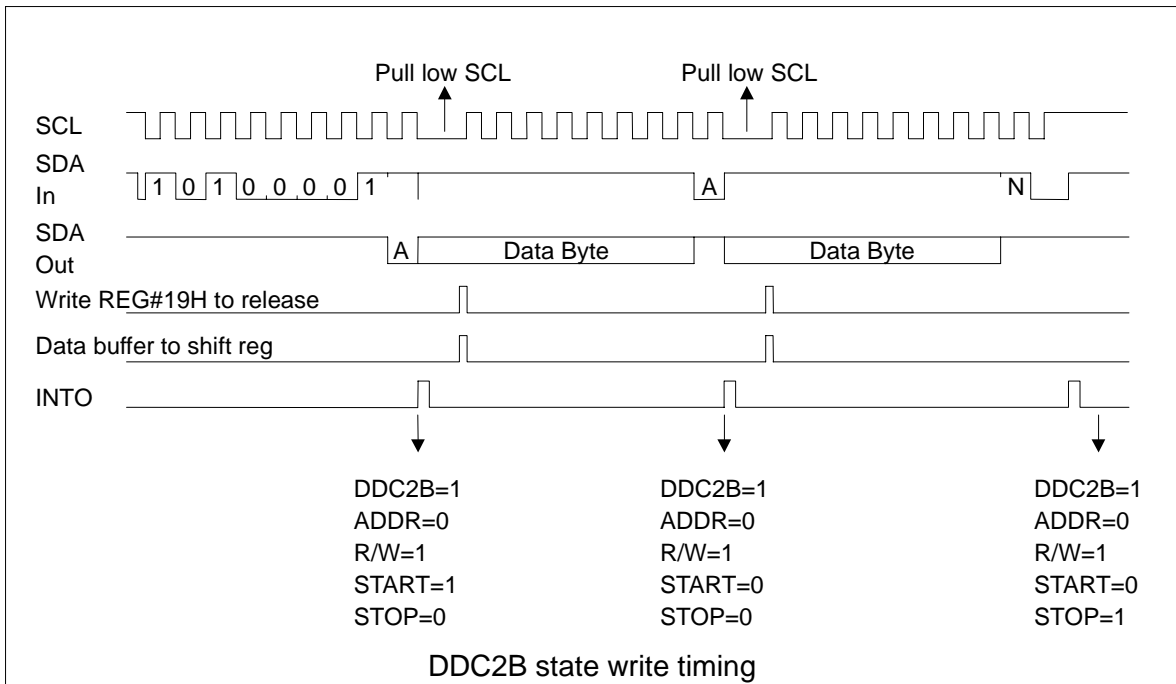 Pull low SCL Pull low SCL
SCL
SDA
In
1 0 1 0 0 0 0 1 A N
SDA
Out
A Data Byte Data Byte
Write REG#19H to release
Data buffer to shift reg
INTO
DDC2B=1 DDC2B=1 DDC2B=1
ADDR=0 ADDR=0 ADDR=0
R/W=1 R/W=1 R/W=1
START=1 START=0 START=0
STOP=0 STOP=0 STOP=1
DDC2B state write timing